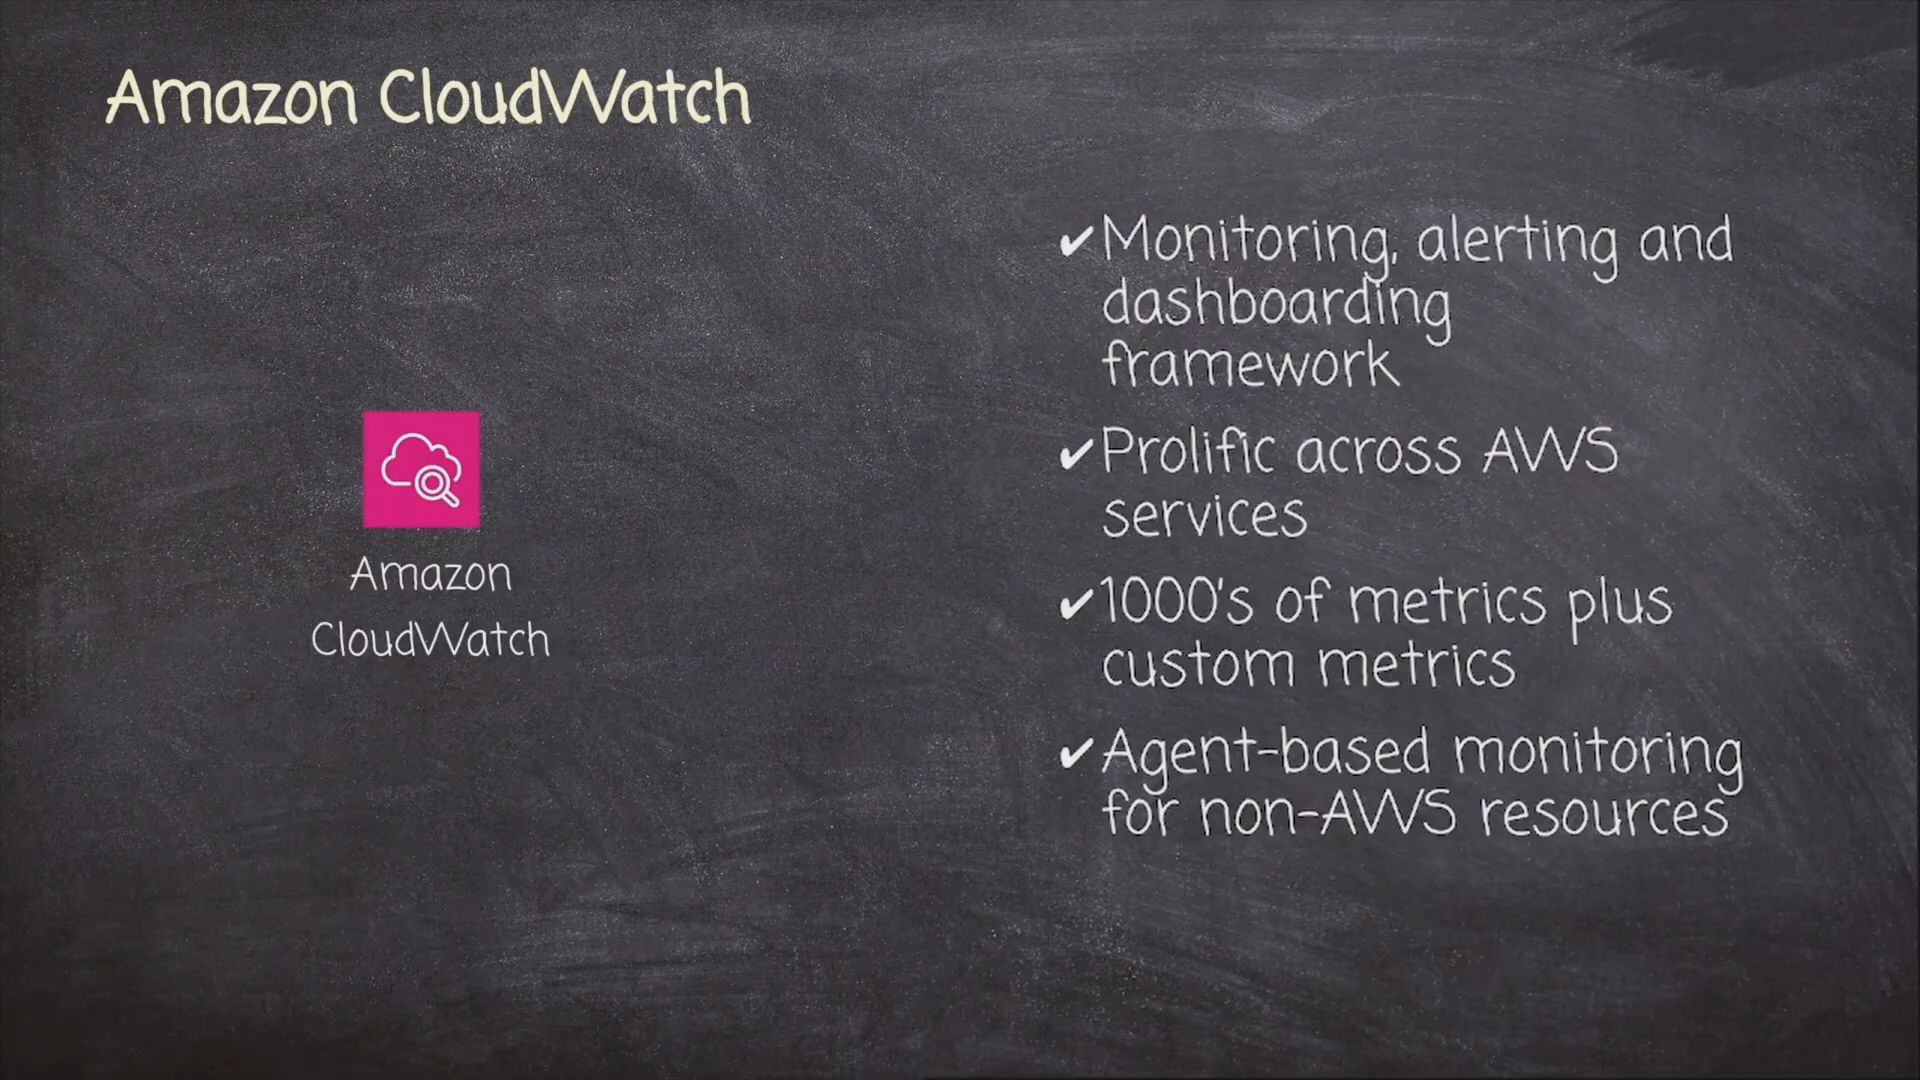 Amazon CloudWatch
Amazon
CloudWatch
✔Monitoring, alerting and
dashboarding
framework
✔Prolific across AWS
services
✔1000's of metrics plus
custom metrics
✔Agent-based monitoring
for non-AWS resources